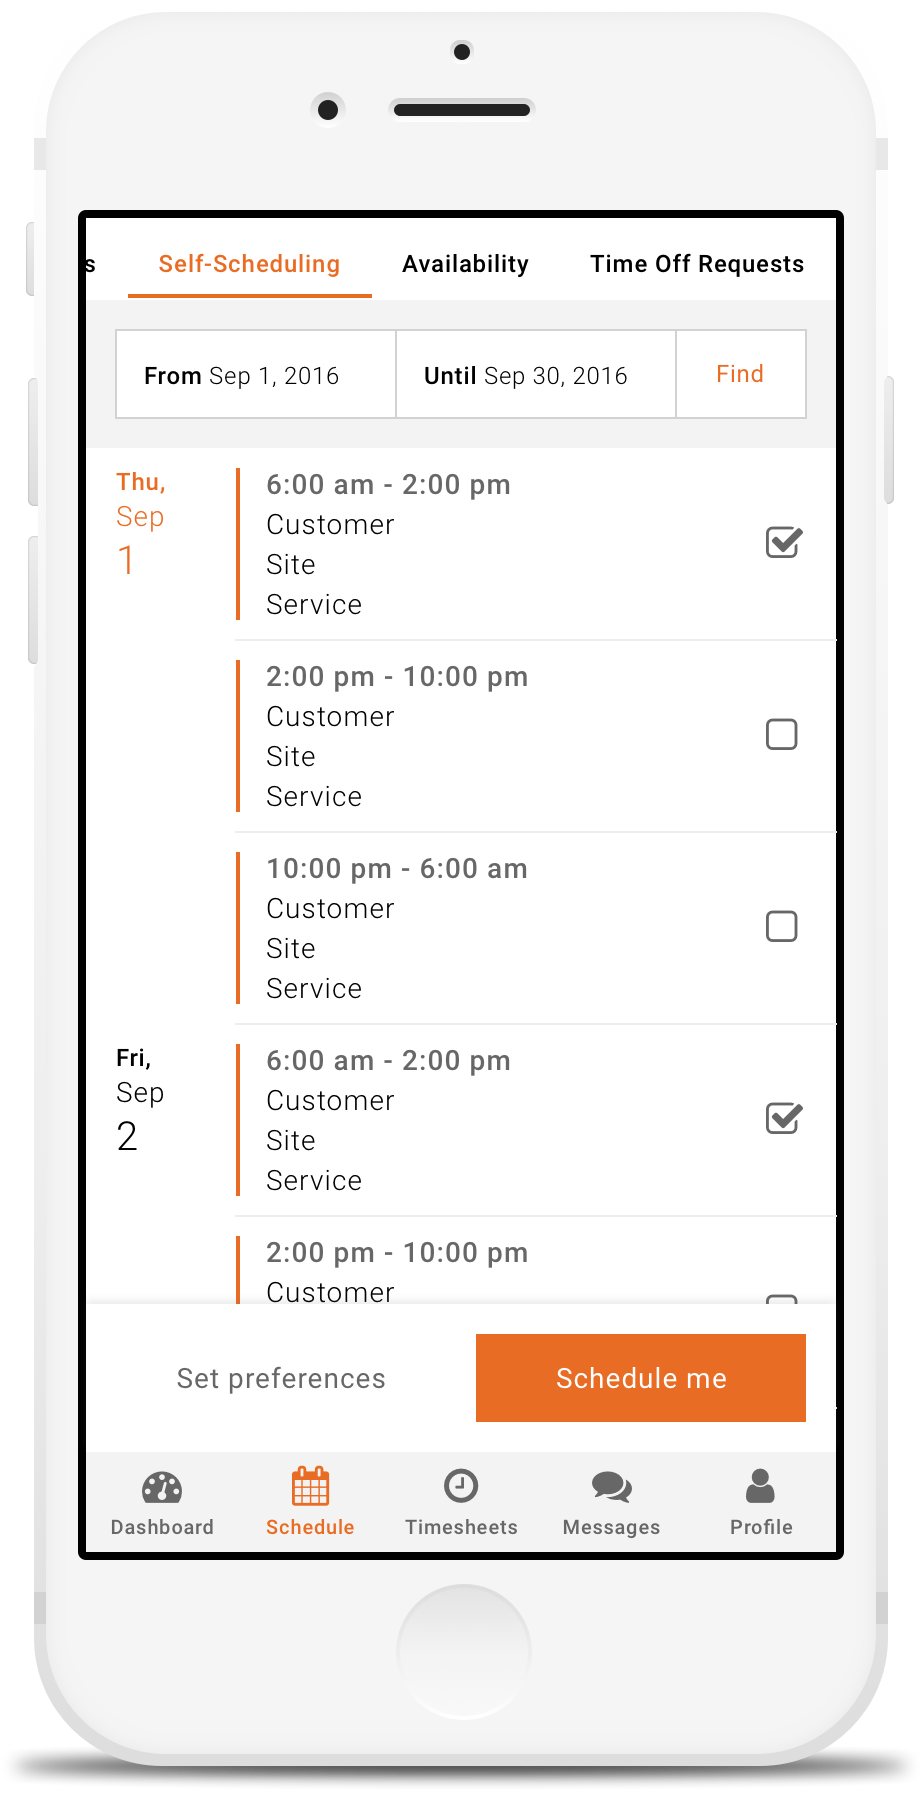 s Self-Scheduling Availability Time Off Requests
From Sep 1, 2016 Until Sep 30, 2016 Find
Thu,
Sep
1
6:00 am - 2:00 pm
Customer
Site
Service
2:00 pm - 10:00 pm
Customer
Site
Service
10:00 pm - 6:00 am
Customer
Site
Service
Fri,
Sep
2
6:00 am - 2:00 pm
Customer
Site
Service
2:00 pm - 10:00 pm
Customer
Set preferences Schedule me
Dashboard Schedule Timesheets Messages Profile